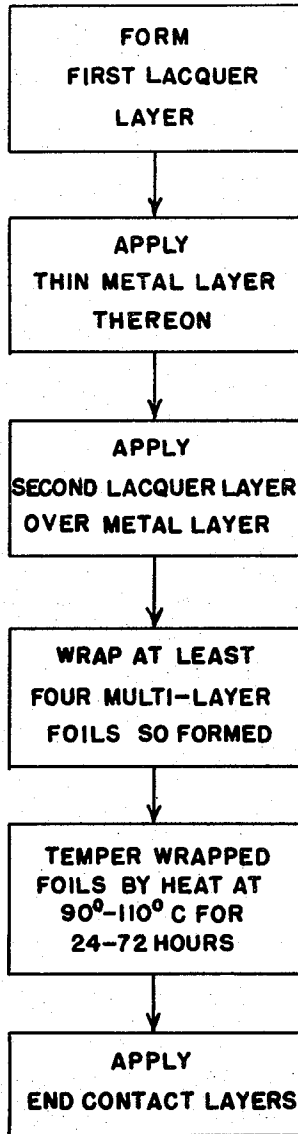 FORM
FIRST LACQUER
LAYER
APPLY
THIN METAL LAYER
THEREON
APPLY
SECOND LACQUER LAYER
OVER METAL LAYER
WRAP AT LEAST
FOUR MULTI-LAYER
FOILS SO FORMED
TEMPER WRAPPED
FOILS BY HEAT AT
90°-110° C FOR
24-72 HOURS
APPLY
END CONTACT LAYERS